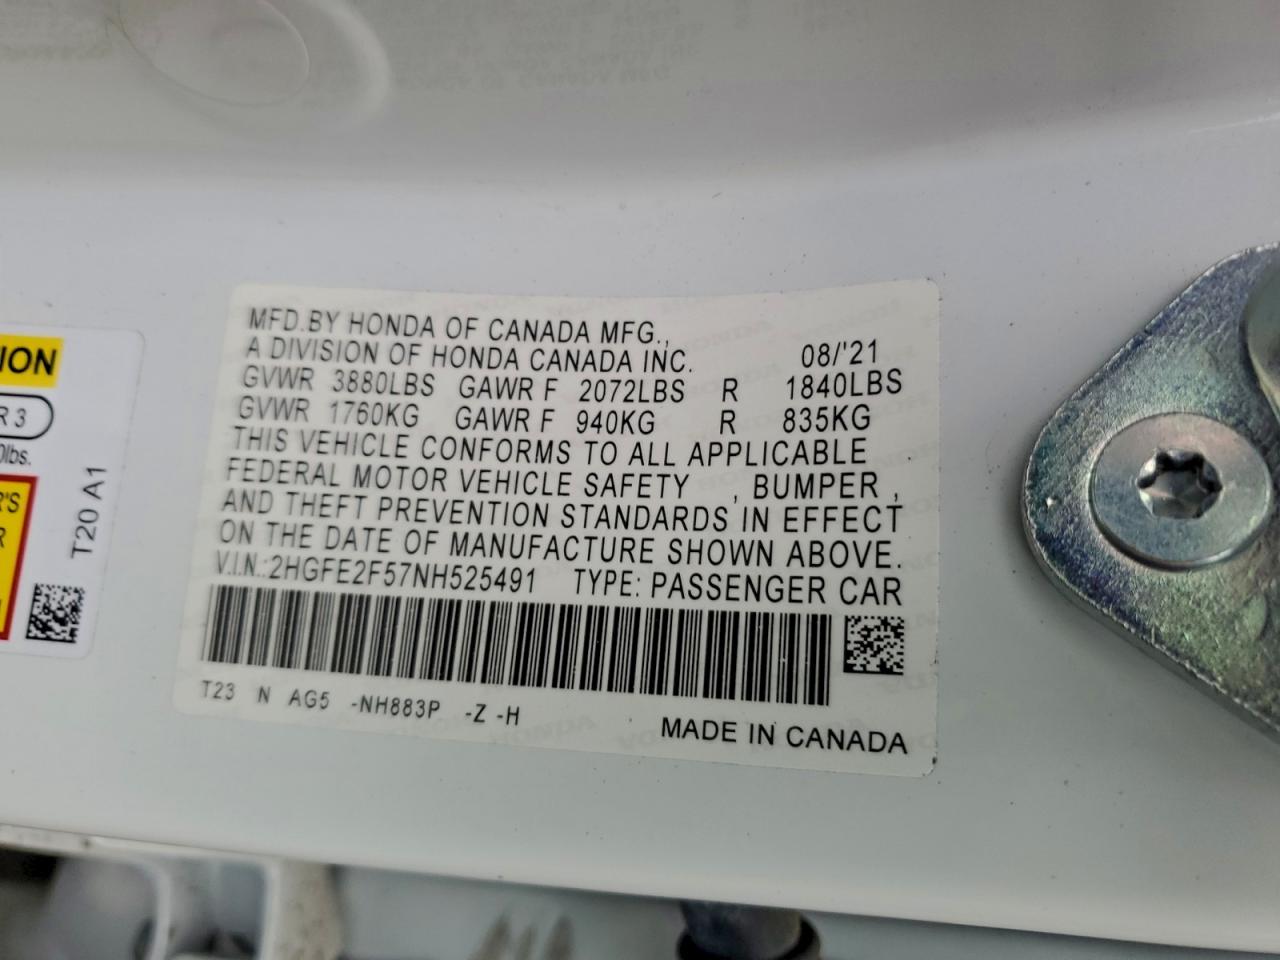 MFD.BY HONDA OF CANADA MFG.,
A DIVISION OF HONDA CANADA INC. 08/'21
GVWR 3880LBS GAWR F 2072LBS R 1840LBS
GVWR 1760KG GAWR F 940KG R 835KG
THIS VEHICLE CONFORMS TO ALL APPLICABLE
FEDERAL MOTOR VEHICLE SAFETY , BUMPER ,
AND THEFT PREVENTION STANDARDS IN EFFECT
ON THE DATE OF MANUFACTURE SHOWN ABOVE.
V.I.N.:2HGFE2F57NH525491 TYPE: PASSENGER CAR
T23 N AG5 -NH883P -Z -H
MADE IN CANADA
ION
R 3
0lbs.
R'S
R
T20 A1